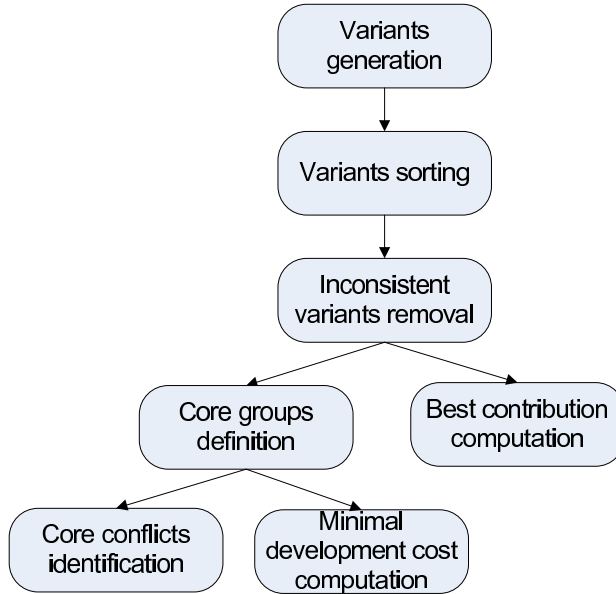 Variants
generation
Variants sorting
Inconsistent
variants removal
Core groups
definition
Best contribution
computation
Core conflicts
identification
Minimal
development cost
computation